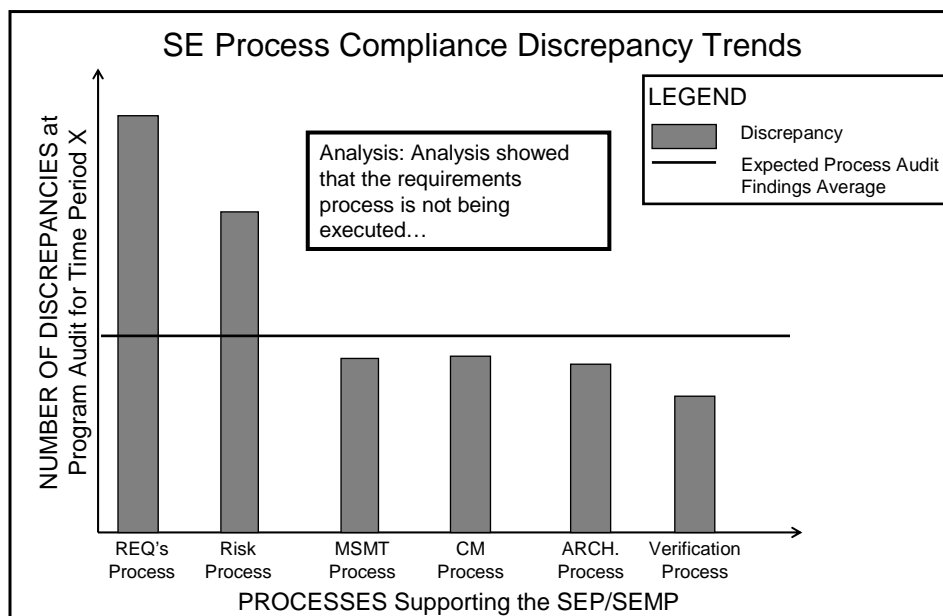 SE Process Compliance Discrepancy Trends
NUMBER OF DISCREPANCIES at
Program Audit for Time Period X
LEGEND
Discrepancy
Expected Process Audit
Findings Average
Analysis: Analysis showed
that the requirements
process is not being
executed…
REQ's
Process
Risk
Process
MSMT
Process
CM
Process
ARCH.
Process
Verification
Process
PROCESSES Supporting the SEP/SEMP